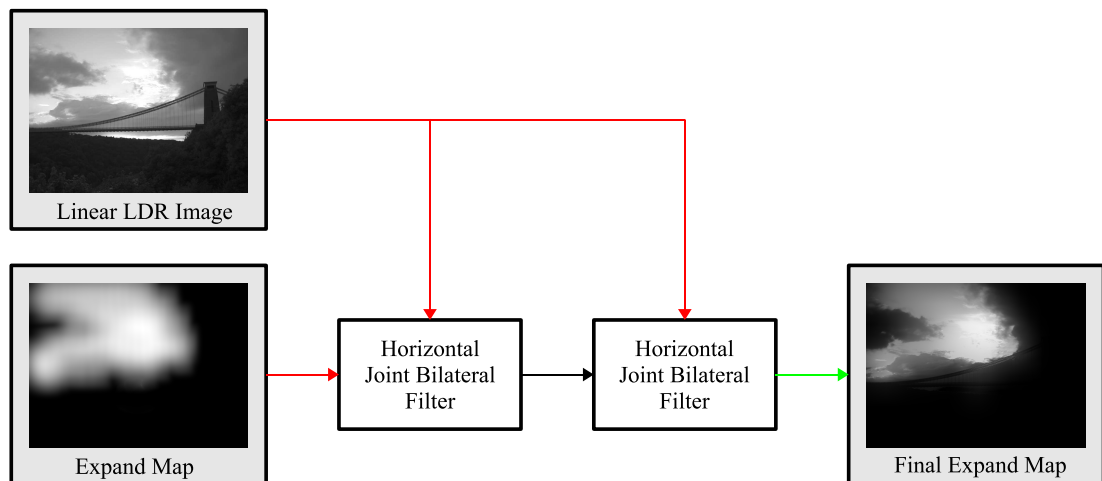 Linear LDR Image
Horizontal
Joint Bilateral
Filter
Horizontal
Joint Bilateral
Filter
Expand Map
Final Expand Map